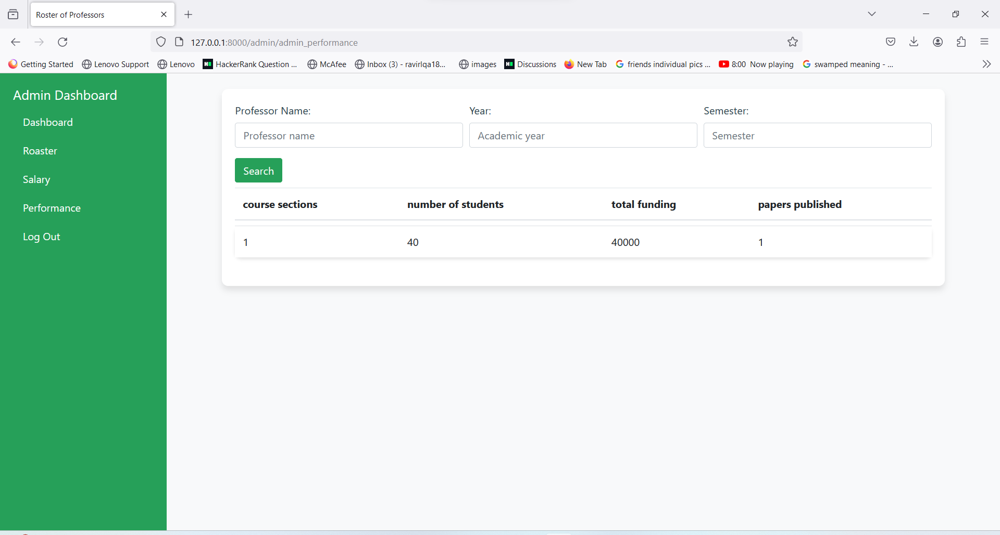 Roster of Professors
127.0.0.1:8000/admin/admin_performance
Getting Started Lenovo Support Lenovo HackerRank Question ... McAfee Inbox (3) - ravirlqa18... images Discussions New Tab friends individual pics ... 8:00 Now playing swamped meaning - ...
Admin Dashboard
Dashboard
Roaster
Salary
Performance
Log Out
Professor Name: Year: Semester:
Professor name Academic year Semester
Search
course sections number of students total funding papers published
1 40 40000 1